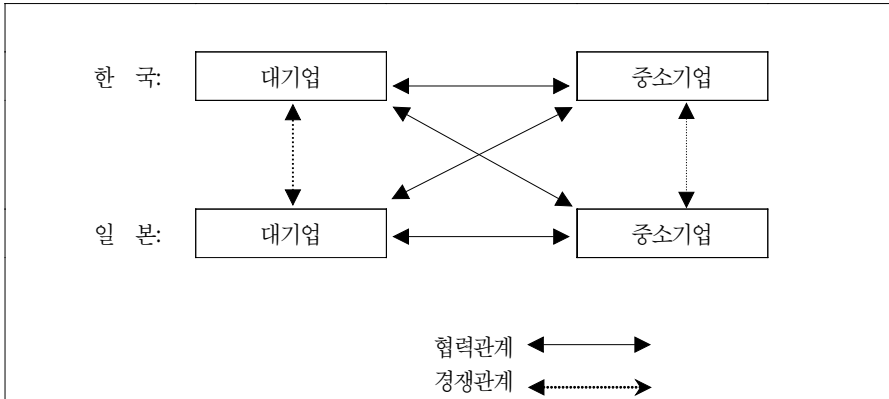 한 국: 대기업 중소기업
일 본: 대기업 중소기업
협력관계
경쟁관계